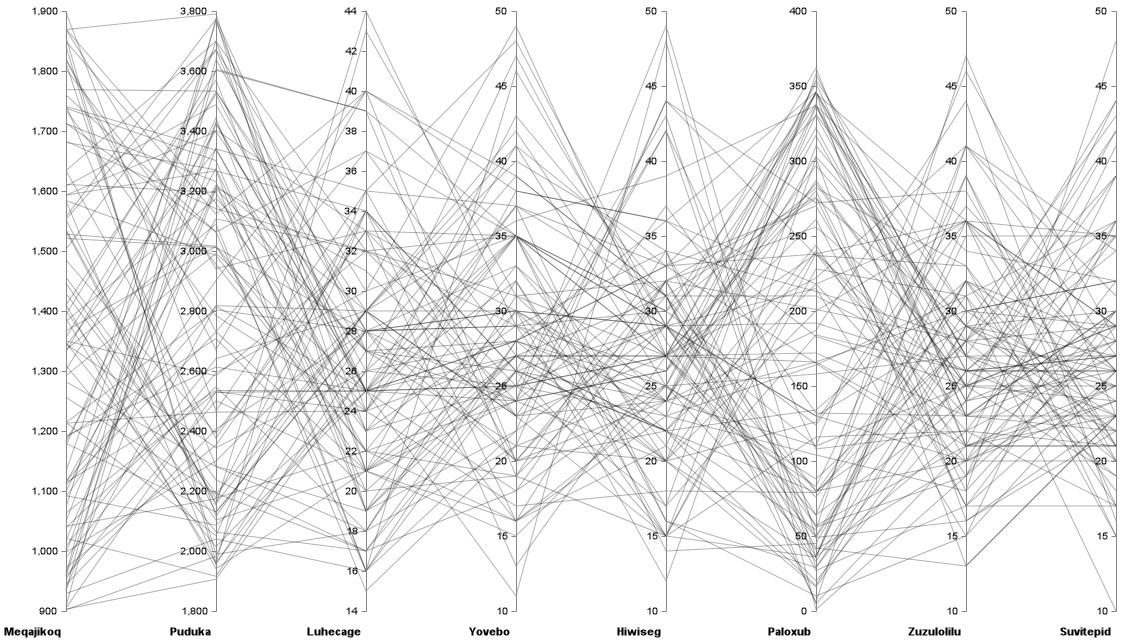 1,900 3,800 44 50 50 400 50 50
42
1,800 3,600
45 45 350 45 45
40
1,700 3,400 38
40 40 300 40 40
36
1,600 3,200
34
35 35 250 35 35
1,500 3,000 32
30
1,400 2,800 30 30 200 30 30
28
1,300 2,600 26
25 25 150 25 25
24
1,200 2,400
22
20 20 100 20 20
1,100 2,200 20
18
15 15 50 15 15
1,000 2,000
16
900 1,800 14 10 10 0 10 10
Meqajikoq Puduka Luhecage Yovebo Hiwiseg Paloxub Zuzulolilu Suvitepid